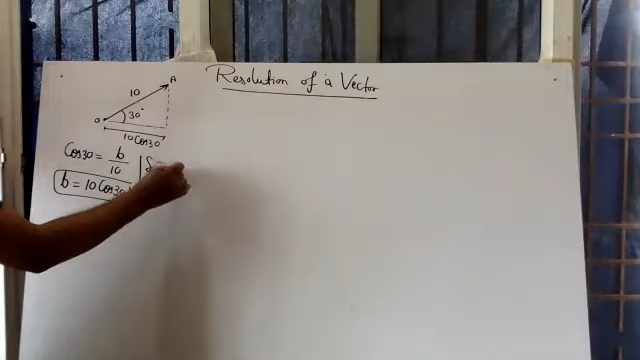 Resolution of a Vector
A
10
O
30°
10 Cos30
Cos30 = b/10
b = 10 Cos30